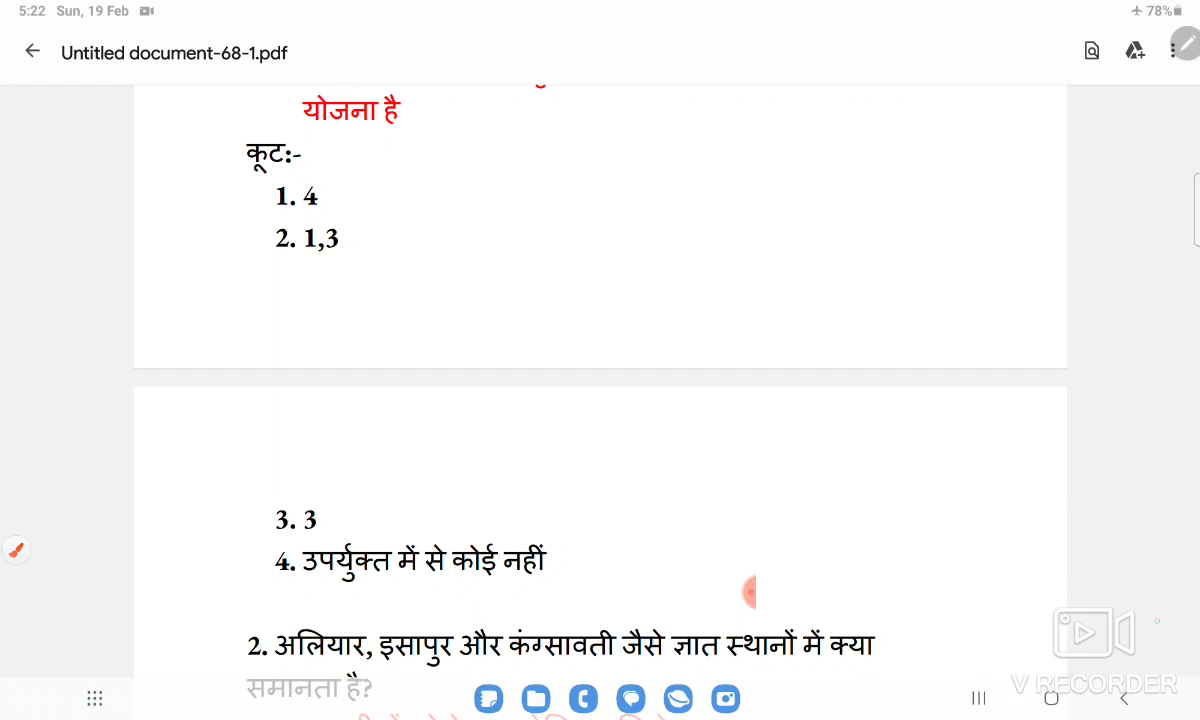 5:22 Sun, 19 Feb
78%
Untitled document-68-1.pdf
योजना है
कूटः-
1. 4
2. 1,3
3. 3
4. उपर्युक्त में से कोई नहीं
2. अलियार, इसापुर और कंग्सावती जैसे ज्ञात स्थानों में क्या
समानता है?
V RECORDER